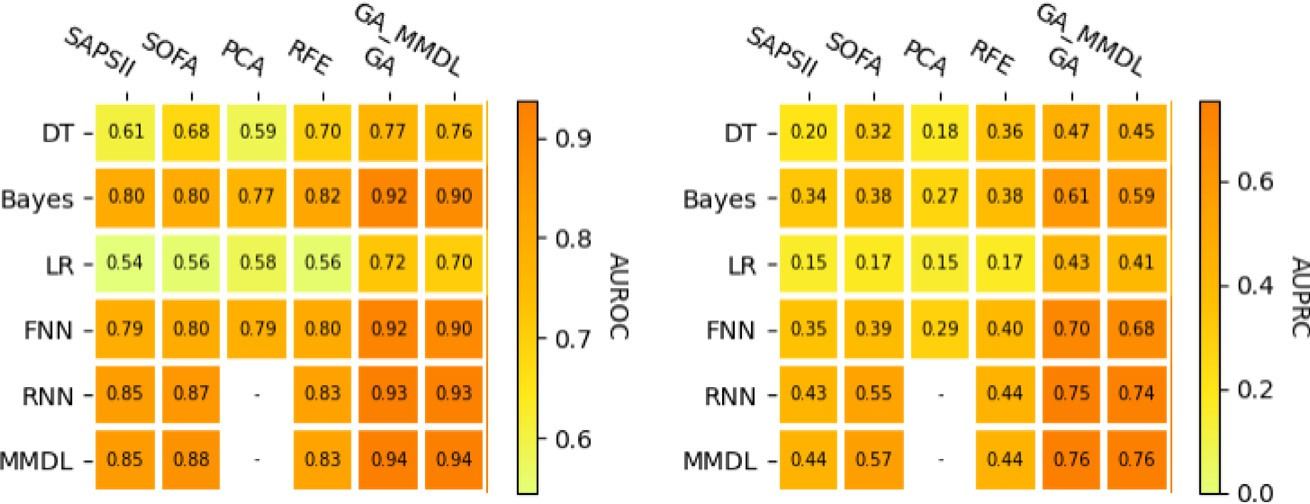 SAPSII SOFA PCA RFE GA GA_MMDL
DT 0.61 0.68 0.59 0.70 0.77 0.76
Bayes 0.80 0.80 0.77 0.82 0.92 0.90
LR 0.54 0.56 0.58 0.56 0.72 0.70
FNN 0.79 0.80 0.79 0.80 0.92 0.90
RNN 0.85 0.87 - 0.83 0.93 0.93
MMDL 0.85 0.88 - 0.83 0.94 0.94
0.9
0.8
0.7
0.6
AUROC
SAPSII SOFA PCA RFE GA GA_MMDL
DT 0.20 0.32 0.18 0.36 0.47 0.45
Bayes 0.34 0.38 0.27 0.38 0.61 0.59
LR 0.15 0.17 0.15 0.17 0.43 0.41
FNN 0.35 0.39 0.29 0.40 0.70 0.68
RNN 0.43 0.55 - 0.44 0.75 0.74
MMDL 0.44 0.57 - 0.44 0.76 0.76
0.6
0.4
0.2
0.0
AUPRC